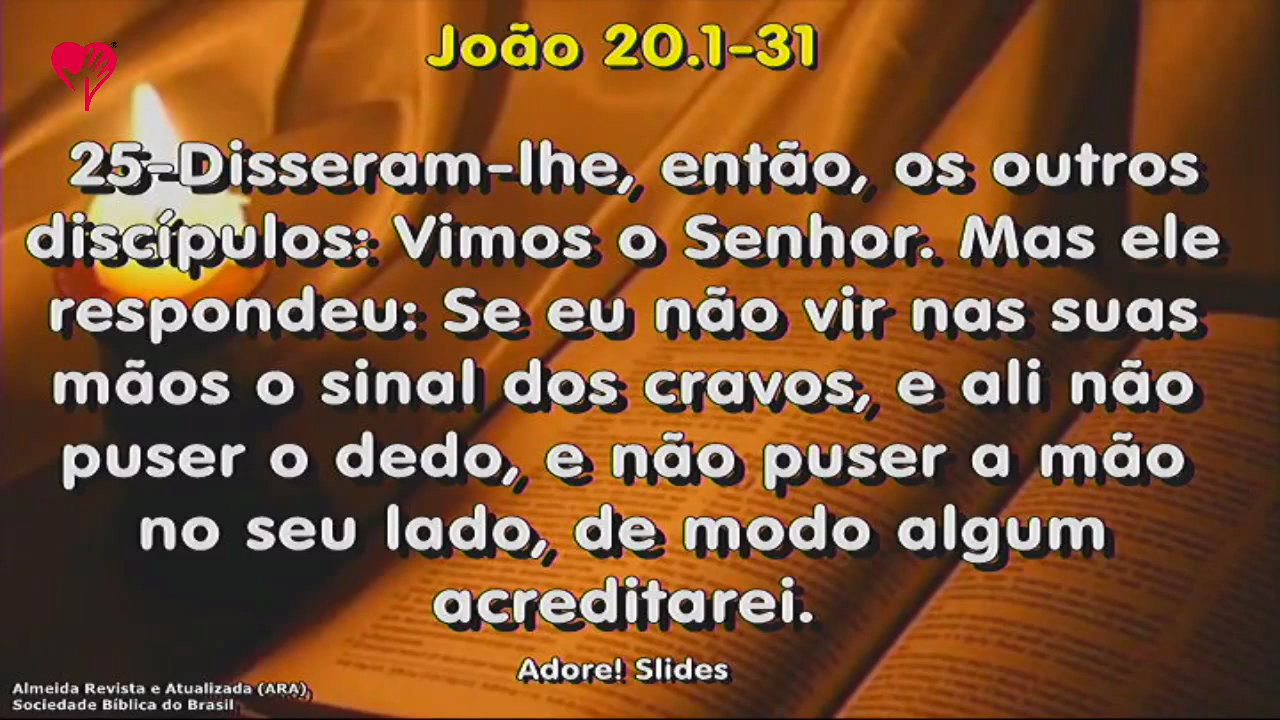 João 20.1-31
25-Disseram-lhe, então, os outros
discípulos: Vimos o Senhor. Mas ele
respondeu: Se eu não vir nas suas
mãos o sinal dos cravos, e ali não
puser o dedo, e não puser a mão
no seu lado, de modo algum
acreditarei.
Adore! Slides
Almeida Revista e Atualizada (ARA),
Sociedade Bíblica do Brasil